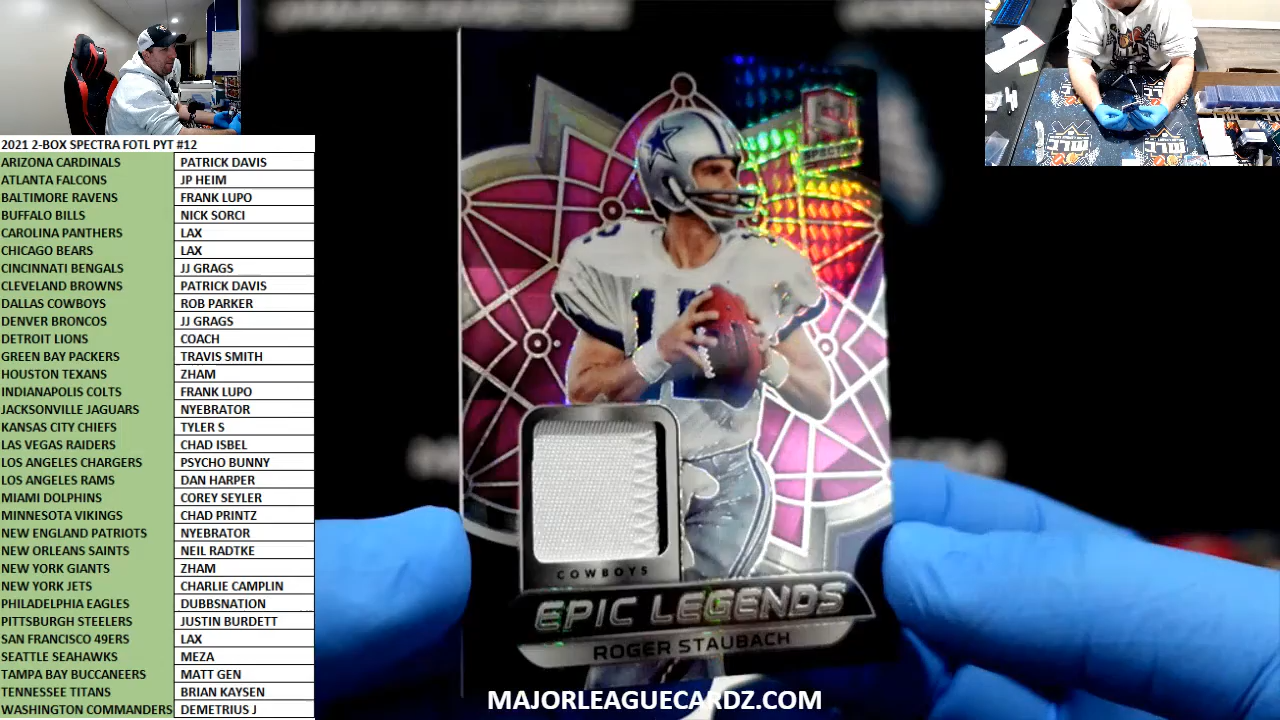 2021 2-BOX SPECTRA FOTL PYT #12
ARIZONA CARDINALS PATRICK DAVIS
ATLANTA FALCONS JP HEIM
BALTIMORE RAVENS FRANK LUPO
BUFFALO BILLS NICK SORCI
CAROLINA PANTHERS LAX
CHICAGO BEARS LAX
CINCINNATI BENGALS JJ GRAGS
CLEVELAND BROWNS PATRICK DAVIS
DALLAS COWBOYS ROB PARKER
DENVER BRONCOS JJ GRAGS
DETROIT LIONS COACH
GREEN BAY PACKERS TRAVIS SMITH
HOUSTON TEXANS ZHAM
INDIANAPOLIS COLTS FRANK LUPO
JACKSONVILLE JAGUARS NYEBRATOR
KANSAS CITY CHIEFS TYLER S
LAS VEGAS RAIDERS CHAD ISBEL
LOS ANGELES CHARGERS PSYCHO BUNNY
LOS ANGELES RAMS DAN HARPER
MIAMI DOLPHINS COREY SEYLER
MINNESOTA VIKINGS CHAD PRINTZ
NEW ENGLAND PATRIOTS NYEBRATOR
NEW ORLEANS SAINTS NEIL RADTKE
NEW YORK GIANTS ZHAM
NEW YORK JETS CHARLIE CAMPLIN
PHILADELPHIA EAGLES DUBBSNATION
PITTSBURGH STEELERS JUSTIN BURDETT
SAN FRANCISCO 49ERS LAX
SEATTLE SEAHAWKS MEZA
TAMPA BAY BUCCANEERS MATT GEN
TENNESSEE TITANS BRIAN KAYSEN
WASHINGTON COMMANDERS DEMETRIUS J
SPECTRA
12
COWBOYS
EPIC LEGENDS
ROGER STAUBACH
MAJORLEAGUECARDZ.COM